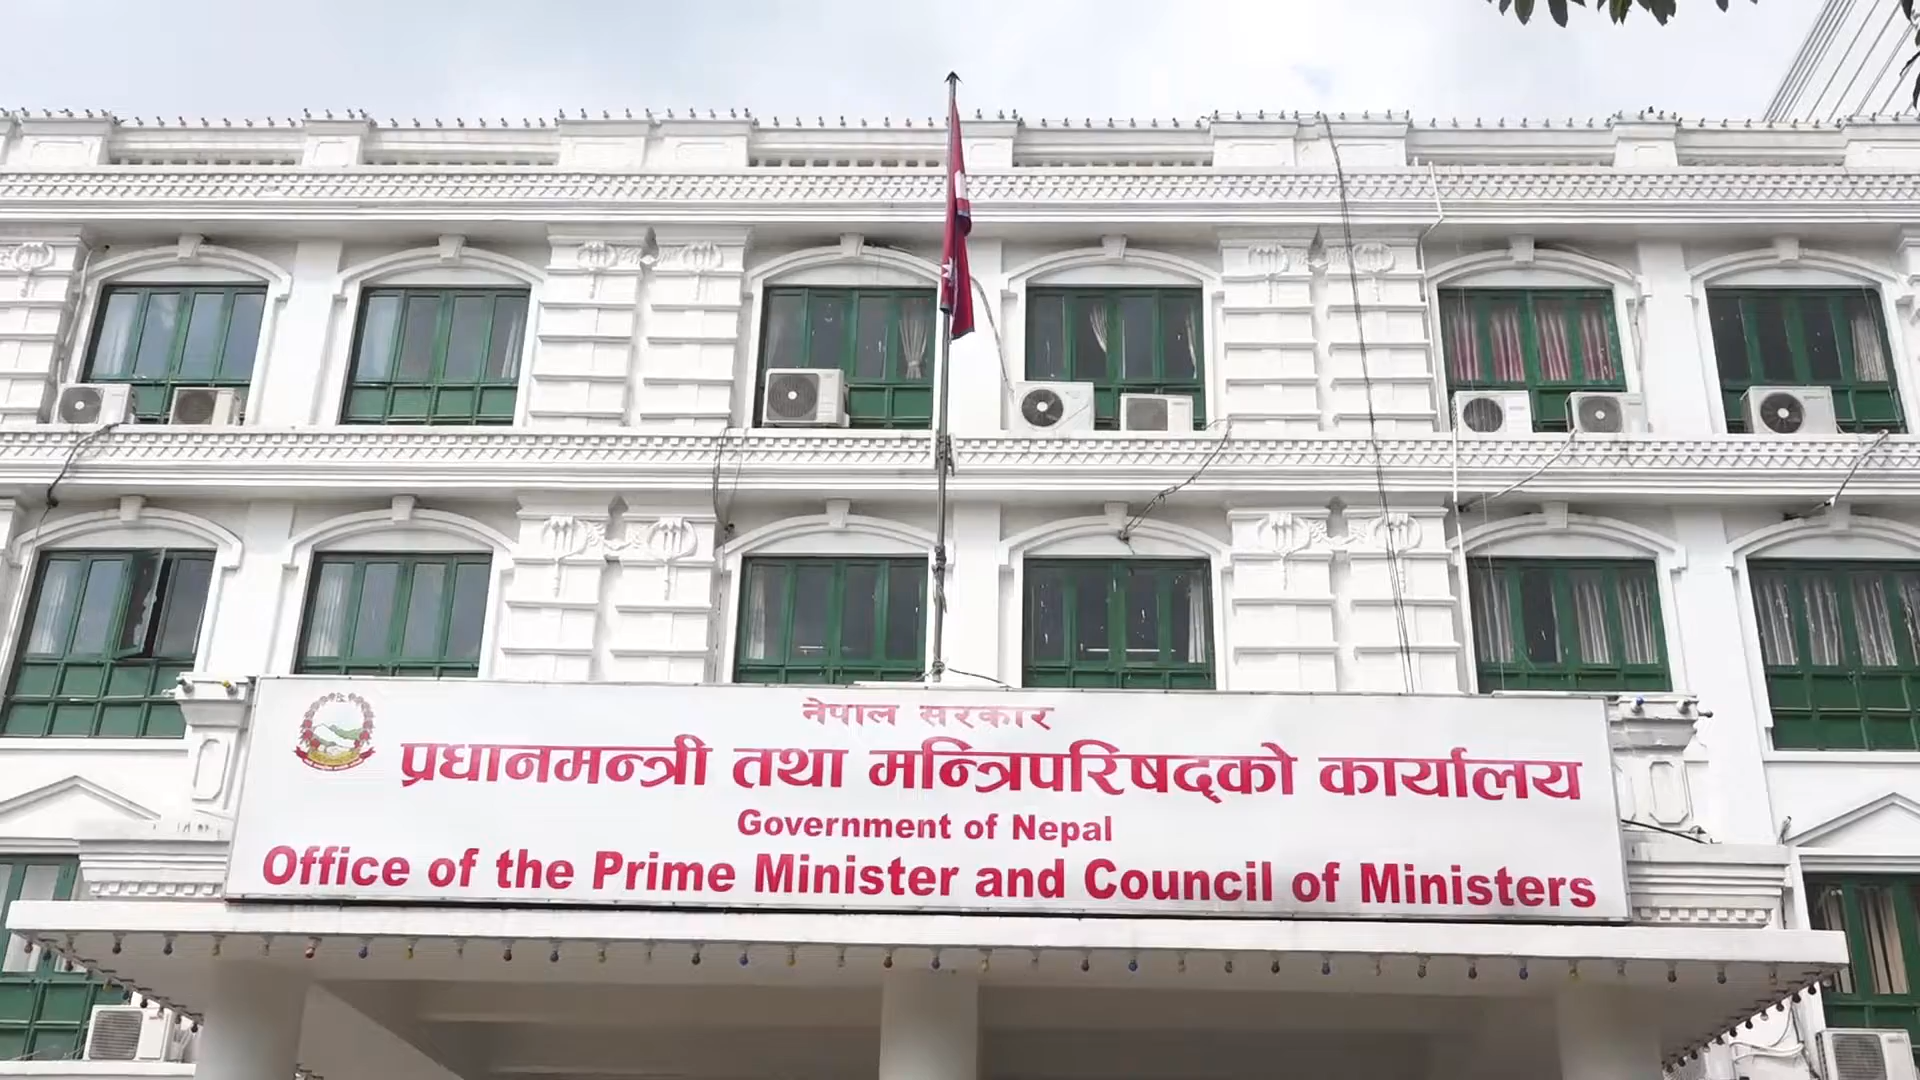 नेपाल सरकार
प्रधानमन्त्री तथा मन्त्रिपरिषद्को कार्यालय
Government of Nepal
Office of the Prime Minister and Council of Ministers